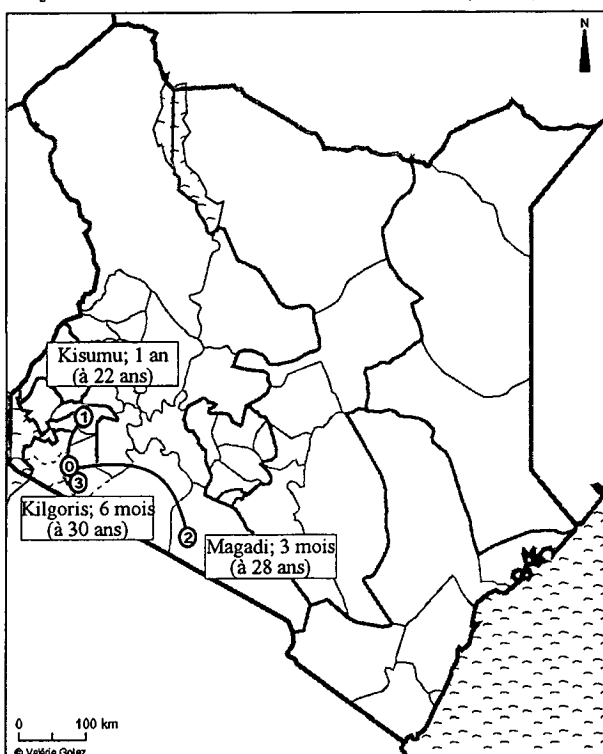 N
Kisumu; 1 an
(à 22 ans)
1
0
3
Kilgoris; 6 mois
(à 30 ans)
2
Magadi; 3 mois
(à 28 ans)
0 100 km
© Valérie Golaz